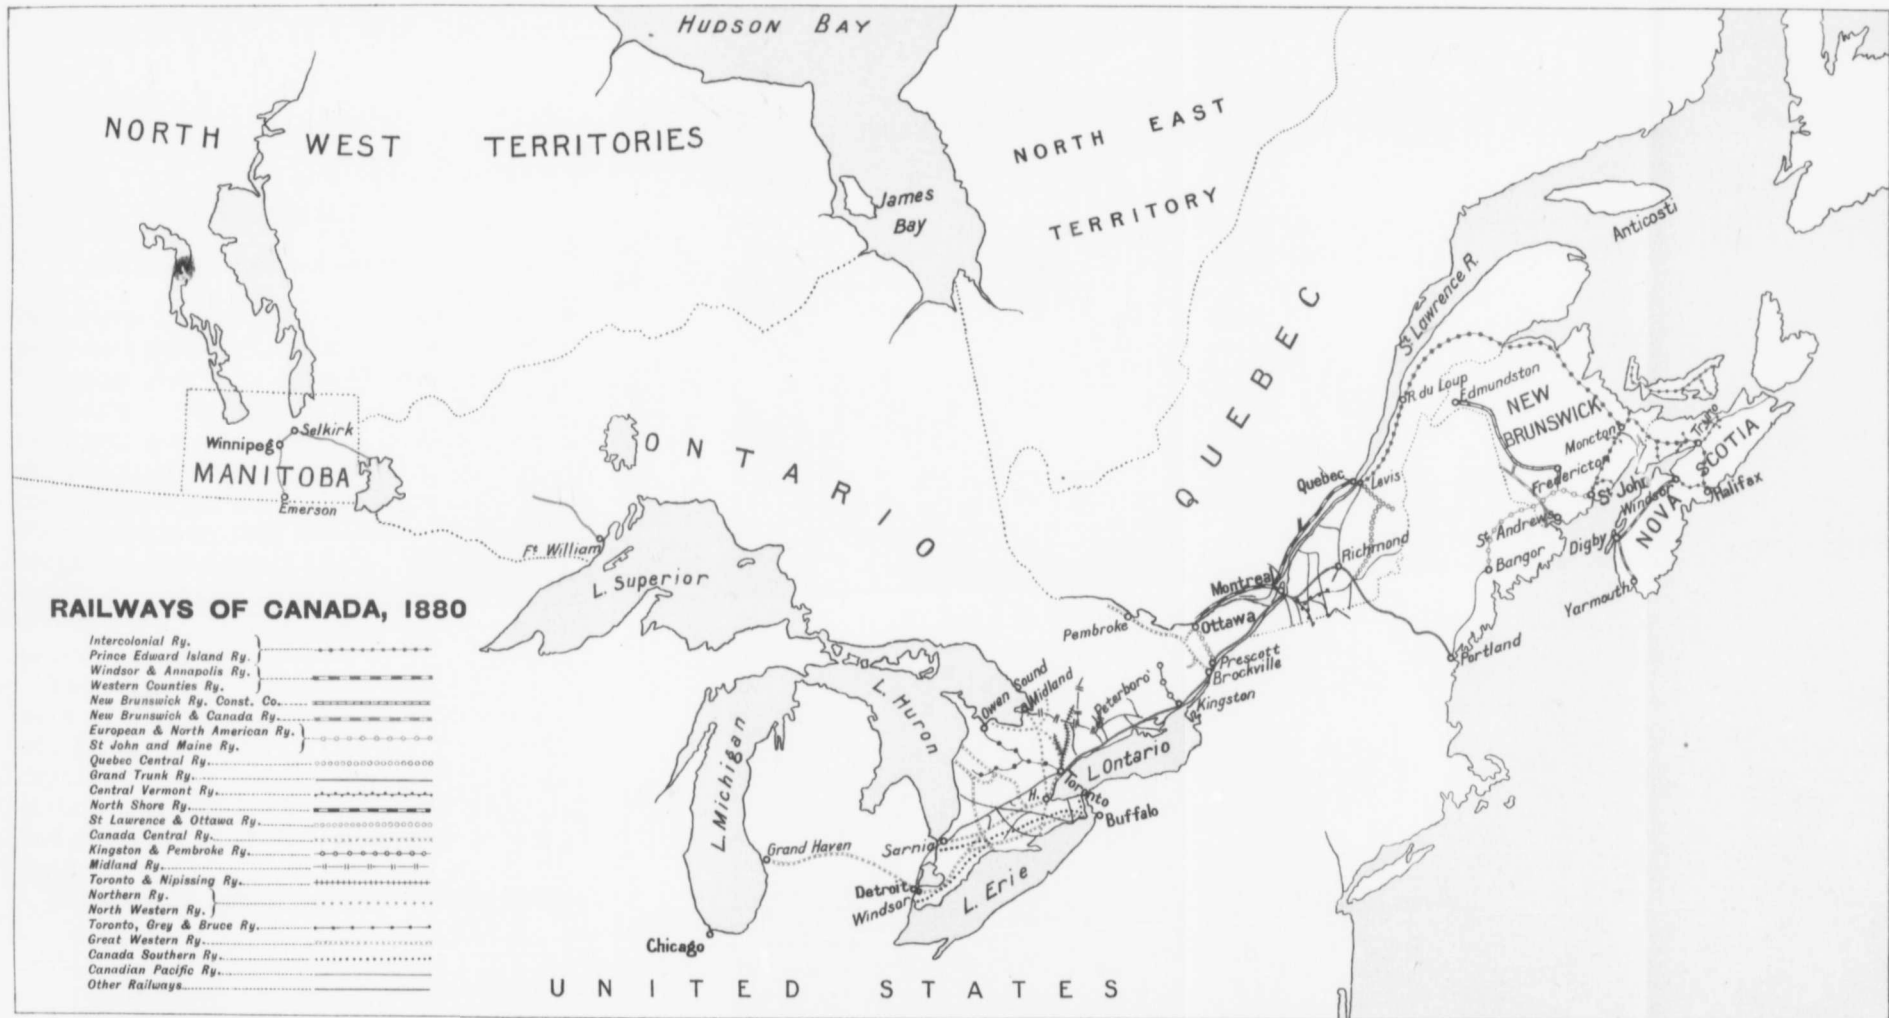 HUDSON BAY
NORTH WEST TERRITORIES
NORTH EAST
TERRITORY
James
Bay
Anticosti
St Lawrence R.
QUEBEC
R du Loup
Edmundston
NEW
BRUNSWICK
Moncton
Fredericton
St John
Truro
NOVA SCOTIA
Windsor
Halifax
St Andrews
Digby
Bangor
Yarmouth
Portland
Quebec
Levis
Richmond
Montreal
Ottawa
Pembroke
Prescott
Brockville
Kingston
ONTARIO
Selkirk
Winnipeg
MANITOBA
Emerson
Ft William
L. Superior
Owen Sound
Midland
Peterboro'
L. Huron
L. Michigan
L Ontario
Toronto
H.
Buffalo
Sarnia
Grand Haven
Detroit
Windsor
L. Erie
Chicago
UNITED STATES
RAILWAYS OF CANADA, 1880
Intercolonial Ry.
Prince Edward Island Ry.
Windsor & Annapolis Ry.
Western Counties Ry.
New Brunswick Ry. Const. Co.
New Brunswick & Canada Ry.
European & North American Ry.
St John and Maine Ry.
Quebec Central Ry.
Grand Trunk Ry.
Central Vermont Ry.
North Shore Ry.
St Lawrence & Ottawa Ry.
Canada Central Ry.
Kingston & Pembroke Ry.
Midland Ry.
Toronto & Nipissing Ry.
Northern Ry.
North Western Ry.
Toronto, Grey & Bruce Ry.
Great Western Ry.
Canada Southern Ry.
Canadian Pacific Ry.
Other Railways